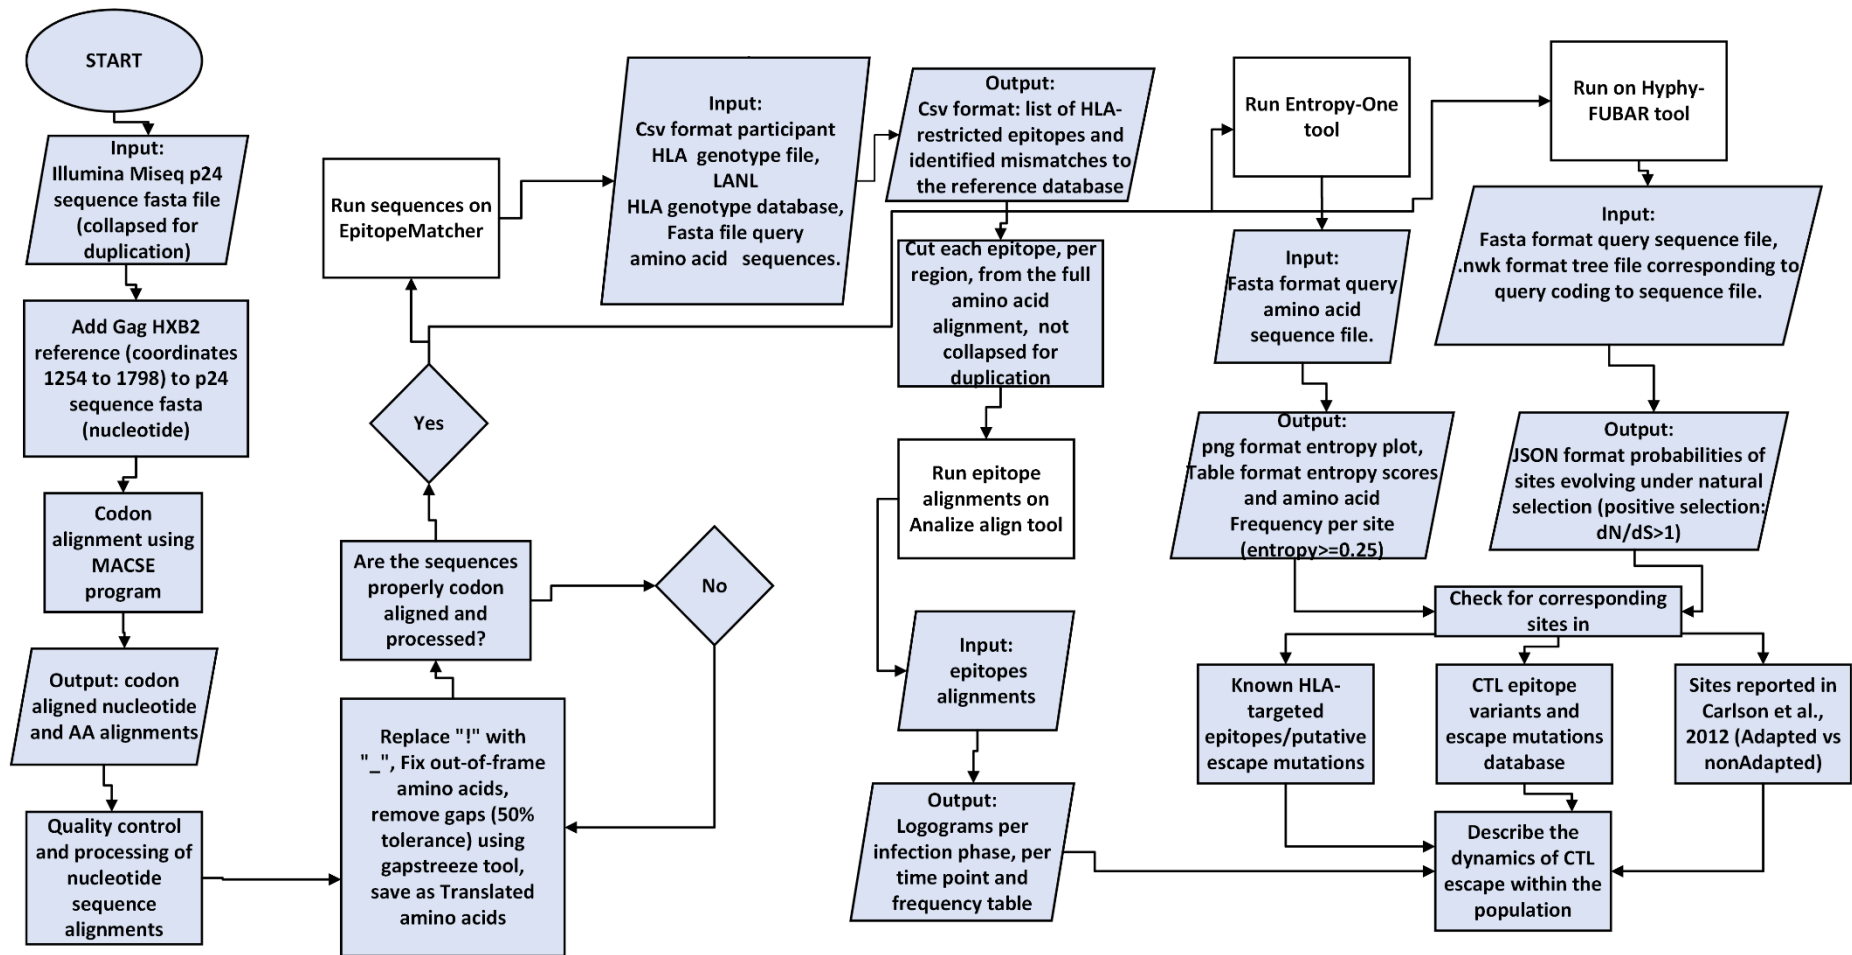 START
Input:
Illumina Miseq p24
sequence fasta file
(collapsed for
duplication)
Add Gag HXB2
reference (coordinates
1254 to 1798) to p24
sequence fasta
(nucleotide)
Codon
alignment using
MACSE
program
Output: codon
aligned nucleotide
and AA alignments
Quality control
and processing of
nucleotide
sequence
alignments
Replace "!" with
"_", Fix out-of-frame
amino acids,
remove gaps (50%
tolerance) using
gapstreeze tool,
save as Translated
amino acids
Are the sequences
properly codon
aligned and
processed?
Yes
No
Run sequences on
EpitopeMatcher
Input:
Csv format participant
HLA genotype file,
LANL
HLA genotype database,
Fasta file query
amino acid sequences.
Output:
Csv format: list of HLA-
restricted epitopes and
identified mismatches to
the reference database
Cut each epitope, per
region, from the full
amino acid
alignment, not
collapsed for
duplication
Run epitope
alignments on
Analize align tool
Input:
epitopes
alignments
Output:
Logograms per
infection phase, per
time point and
frequency table
Run Entropy-One
tool
Input:
Fasta format query
amino acid
sequence file.
Output:
png format entropy plot,
Table format entropy scores
and amino acid
Frequency per site
(entropy>=0.25)
Run on Hyphy-
FUBAR tool
Input:
Fasta format query sequence file,
.nwk format tree file corresponding to
query coding to sequence file.
Output:
JSON format probabilities of
sites evolving under natural
selection (positive selection:
dN/dS>1)
Check for corresponding
sites in
Known HLA-
targeted
epitopes/putative
escape mutations
CTL epitope
variants and
escape mutations
database
Sites reported in
Carlson et al.,
2012 (Adapted vs
nonAdapted)
Describe the
dynamics of CTL
escape within the
population